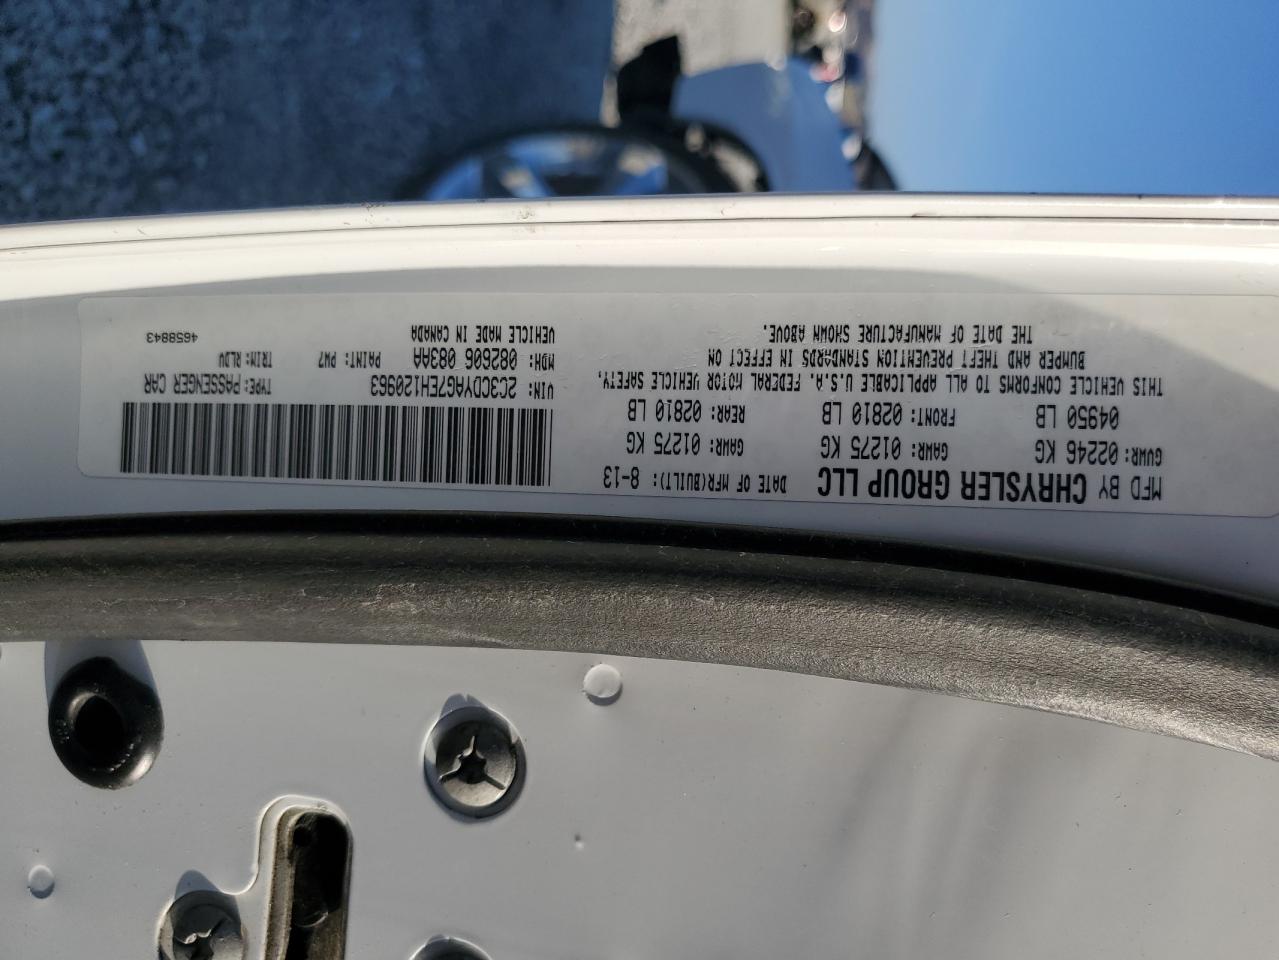 MFD BY CHRYSLER GROUP LLC DATE OF MFR(BUILT): 8-13
GVWR: 02246 KG GAWR: 01275 KG GAWR: 01275 KG
04950 LB FRONT: 02810 LB REAR: 02810 LB
THIS VEHICLE CONFORMS TO ALL APPLICABLE U.S.A. FEDERAL MOTOR VEHICLE SAFETY,
BUMPER AND THEFT PREVENTION STANDARDS IN EFFECT ON
THE DATE OF MANUFACTURE SHOWN ABOVE.
VIN: 2C3CDYAG7EH120963 TYPE: PASSENGER CAR
MDH: 082606 083AA PAINT: PW7 TRIM: RLDV
VEHICLE MADE IN CANADA 4658843